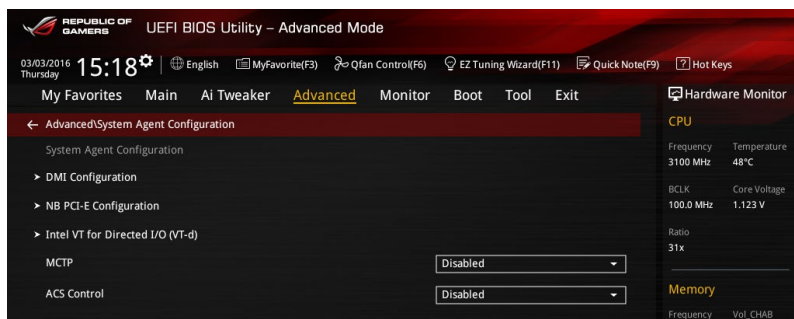 REPUBLIC OF
GAMERS
UEFI BIOS Utility – Advanced Mode
03/03/2016
Thursday
15:18
English
MyFavorite(F3)
Qfan Control(F6)
EZ Tuning Wizard(F11)
Quick Note(F9)
? Hot Keys
My Favorites Main Ai Tweaker Advanced Monitor Boot Tool Exit
Hardware Monitor
← Advanced\System Agent Configuration
System Agent Configuration
> DMI Configuration
> NB PCI-E Configuration
> Intel VT for Directed I/O (VT-d)
MCTP Disabled
ACS Control Disabled
CPU
Frequency Temperature
3100 MHz 48°C
BCLK Core Voltage
100.0 MHz 1.123 V
Ratio
31x
Memory
Frequency Vol_CHAB